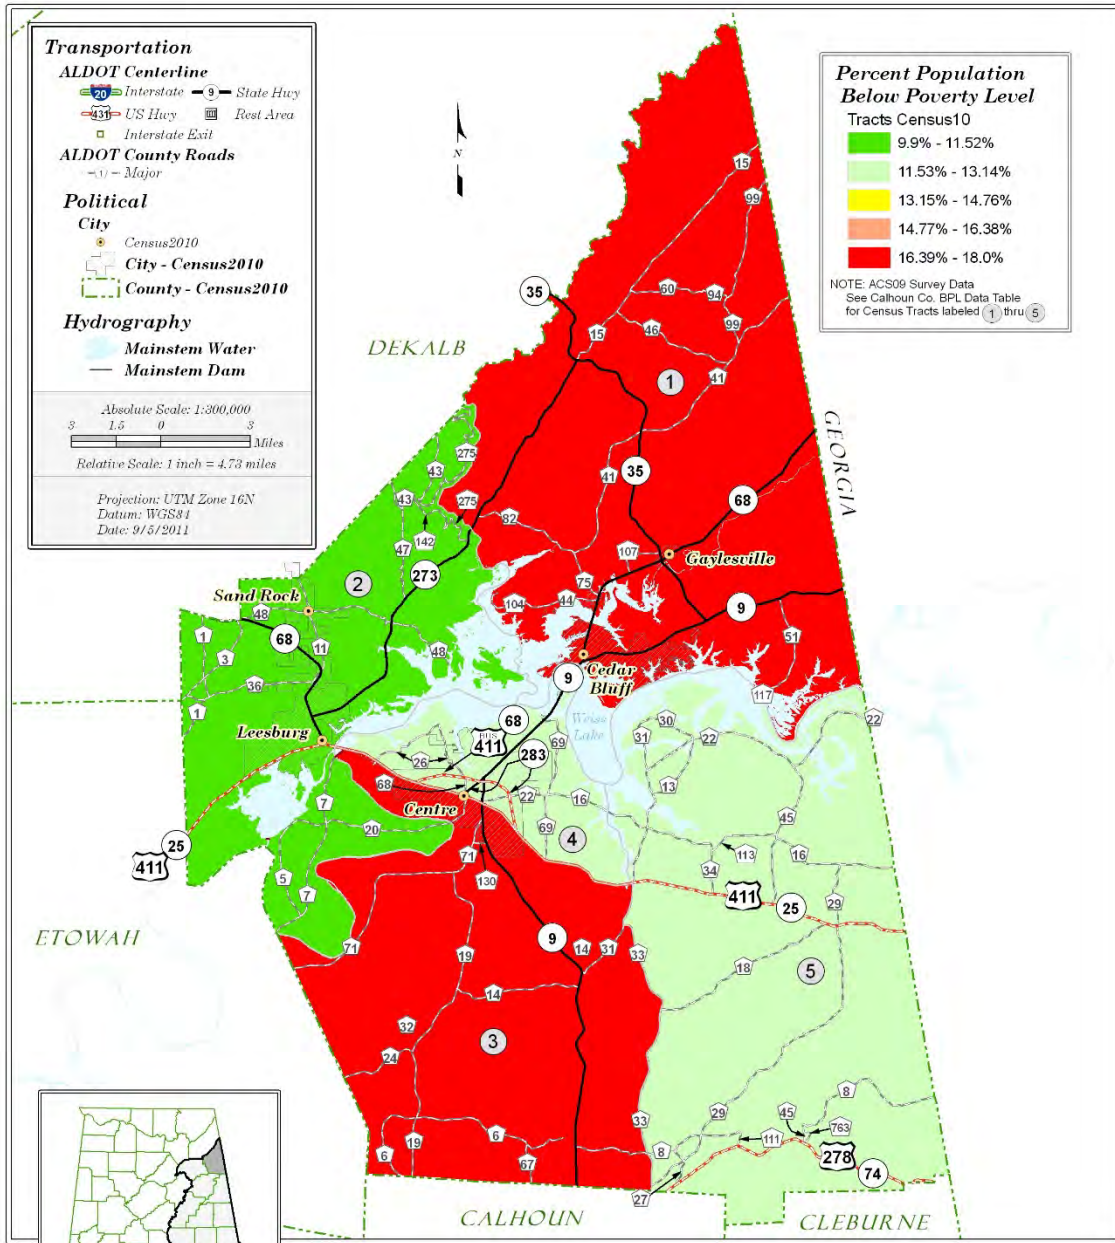 Transportation
ALDOT Centerline
20 Interstate 9 State Hwy
431 US Hwy Rest Area
Interstate Exit
ALDOT County Roads
1 Major
Political
City
Census2010
City - Census2010
County - Census2010
Hydrography
Mainstem Water
Mainstem Dam
Absolute Scale: 1:300,000
3 1.5 0 3
Miles
Relative Scale: 1 inch = 4.73 miles
Projection: UTM Zone 16N
Datum: WGS84
Date: 9/5/2011
N
Percent Population
Below Poverty Level
Tracts Census10
9.9% - 11.52%
11.53% - 13.14%
13.15% - 14.76%
14.77% - 16.38%
16.39% - 18.0%
NOTE: ACS09 Survey Data
See Calhoun Co. BPL Data Table
for Census Tracts labeled 1 thru 5
15
99
35
60
94
15
46
99
DEKALB
1
41
GEORGIA
275
43
41
35
68
43
275
82
142
47
107
Gaylesville
273
2
75
Sand Rock
104
44
9
48
68
11
48
51
1
3
Cedar
Bluff
9
36
117
1
68
Weiss
Lake
30
22
Leesburg
BUS
411
69
31
22
283
26
68
13
22
16
Centre
7
45
20
69
4
25
411
71
113
16
34
130
5
7
411
25
29
ETOWAH
71
9
14
31
33
19
18
5
14
32
3
24
8
33
29
45
763
6
19
8
111
6
67
278
74
27
CALHOUN
CLEBURNE